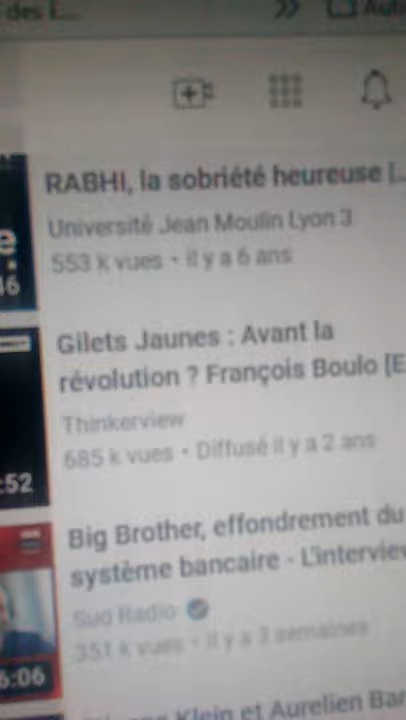 des E...
»
RABHI, la sobriété heureuse |...
Université Jean Moulin Lyon 3
553 k vues • il y a 6 ans
e
46
Gilets Jaunes : Avant la
révolution ? François Boulo [E
Thinkerview
685 k vues • Diffusé il y a 2 ans
:52
Big Brother, effondrement du
système bancaire - L'interview
Sud Radio
351 k vues • il y a 3 semaines
6:06
Klein et Aurelien Bar